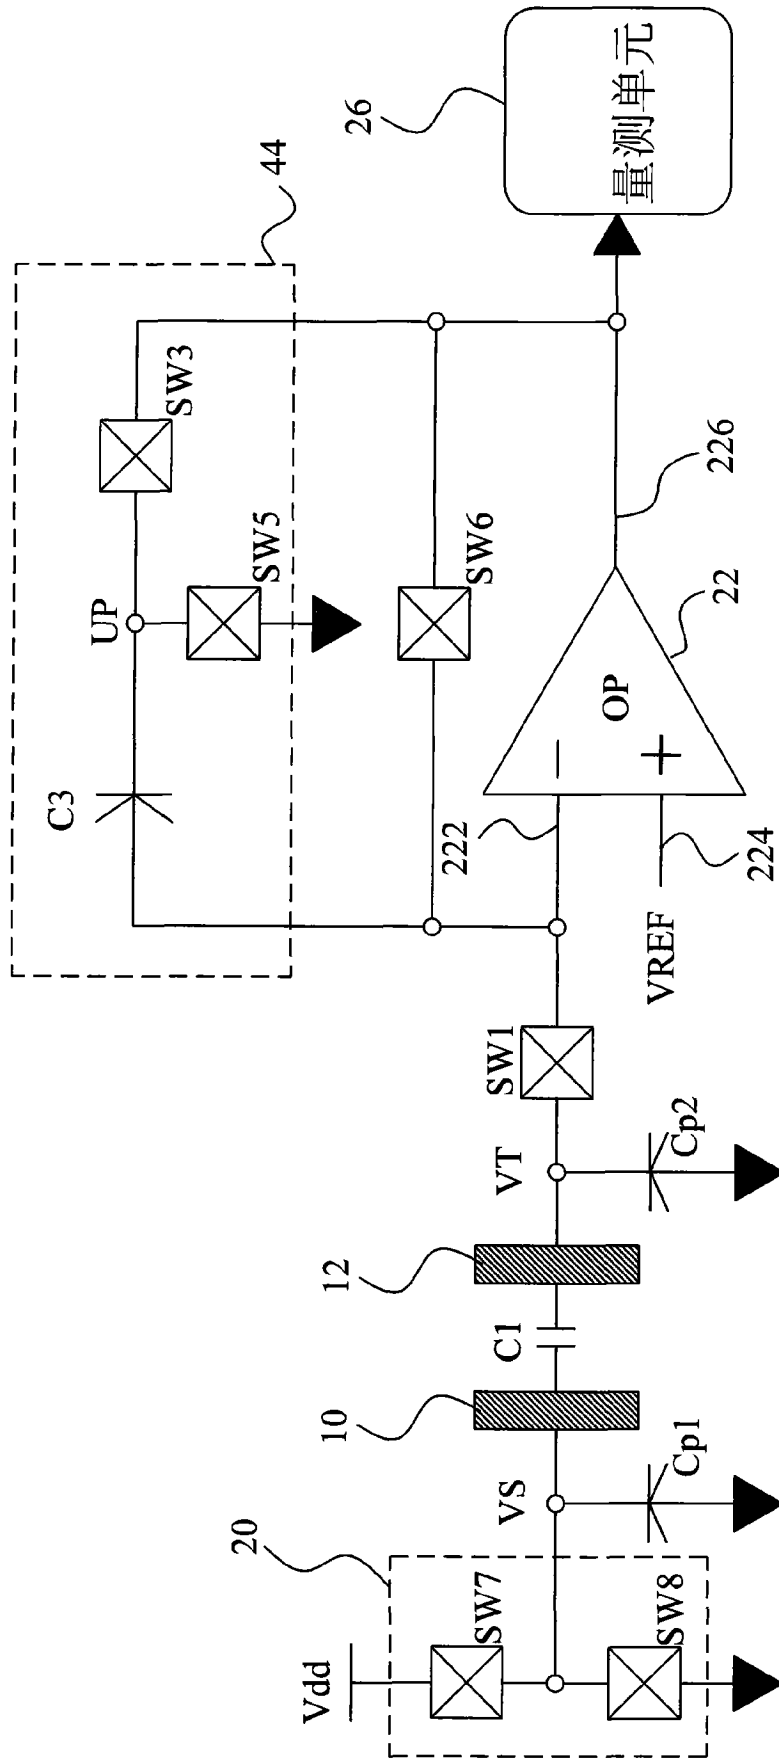 20
Vdd
SW7
SW8
VS
Cp1
10
C1
12
VT
Cp2
SW1
44
C3
UP
SW3
SW5
SW6
222
OP
−
+
VREF
224
22
226
26
量测单元